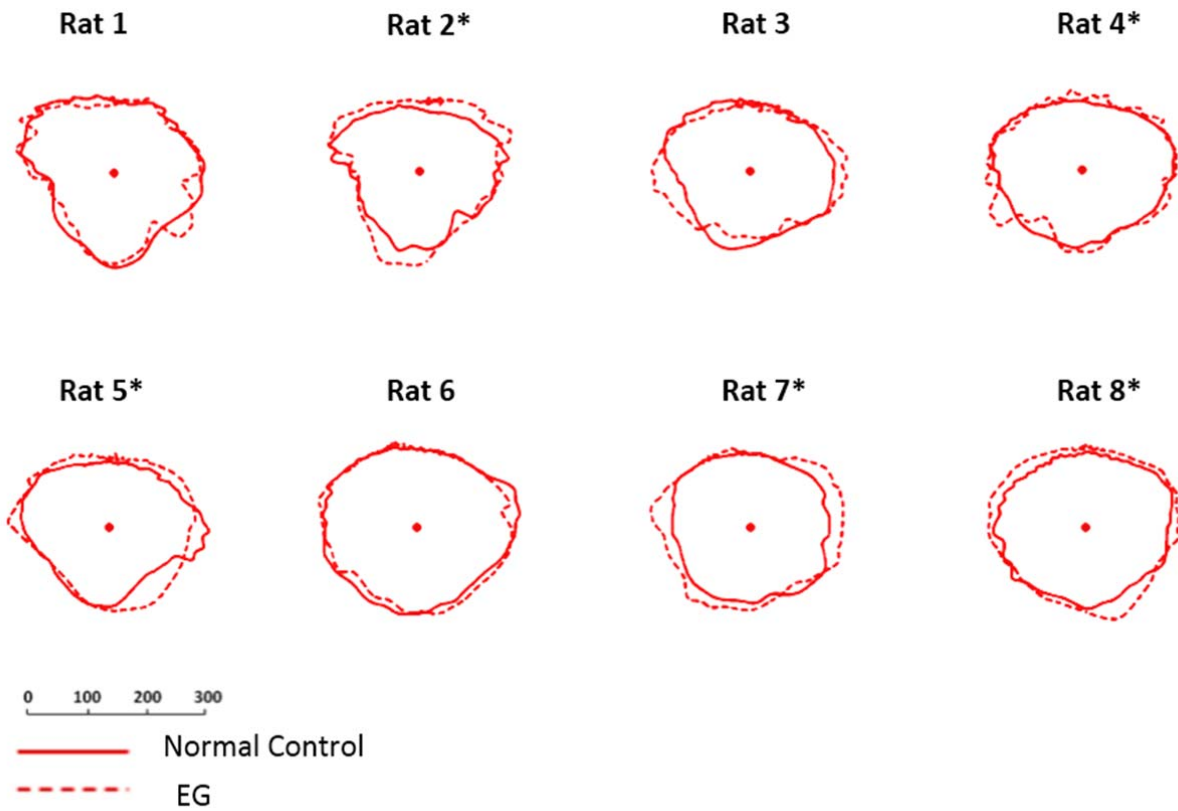 Rat 1 Rat 2* Rat 3 Rat 4*
Rat 5* Rat 6 Rat 7* Rat 8*
0 100 200 300
Normal Control
EG